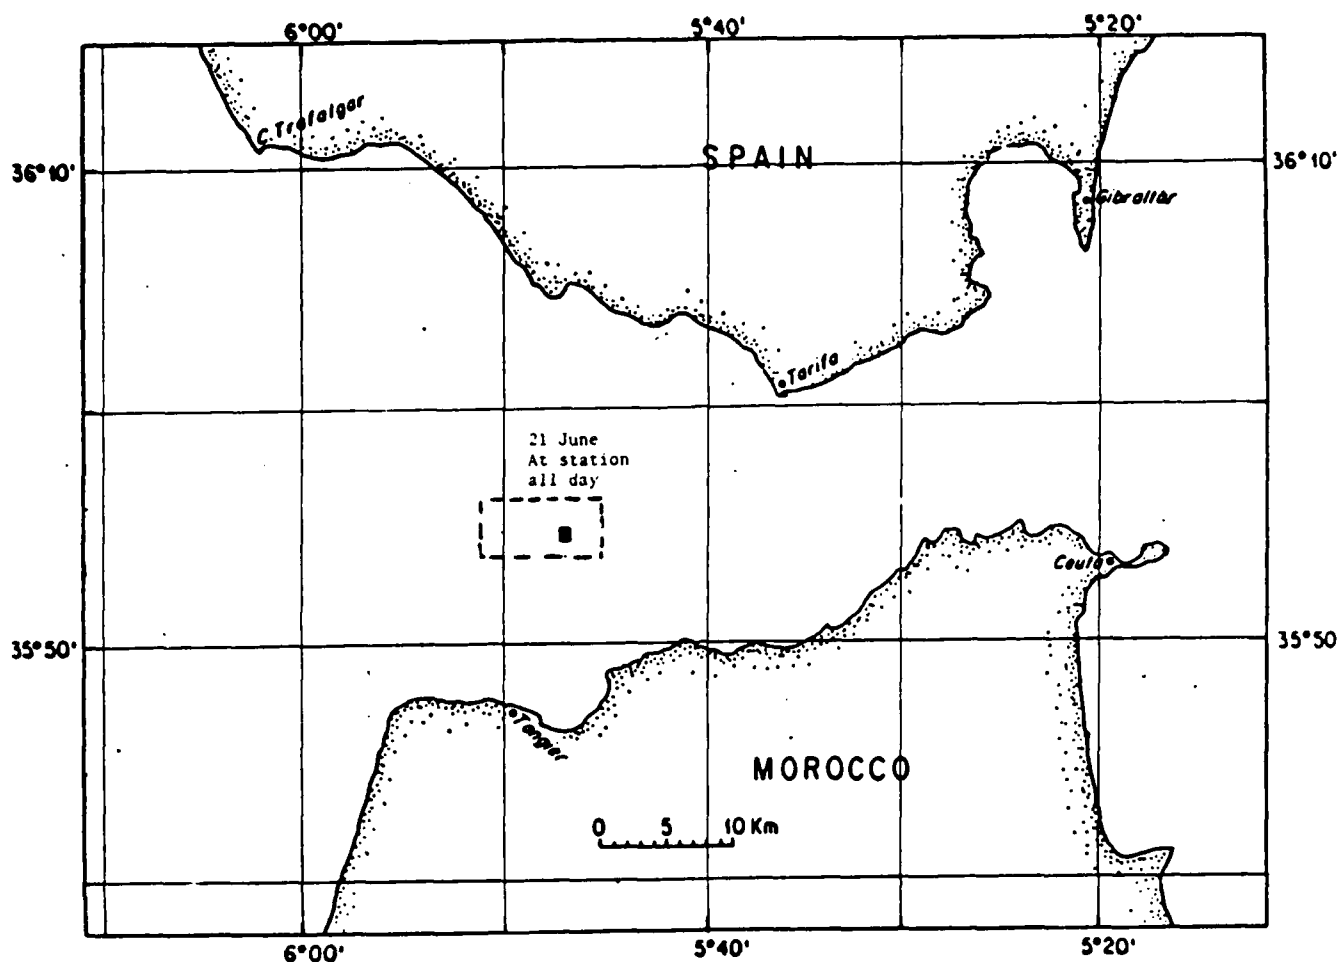 6°00'
5°40'
5°20'
C. Trafalgar
SPAIN
36°10'
36°10'
Gibraltar
Tarifa
21 June
At station
all day
Ceuta
35°50'
35°50
Tangier
MOROCCO
0 5 10 Km
6°00'
5°40'
5°20'